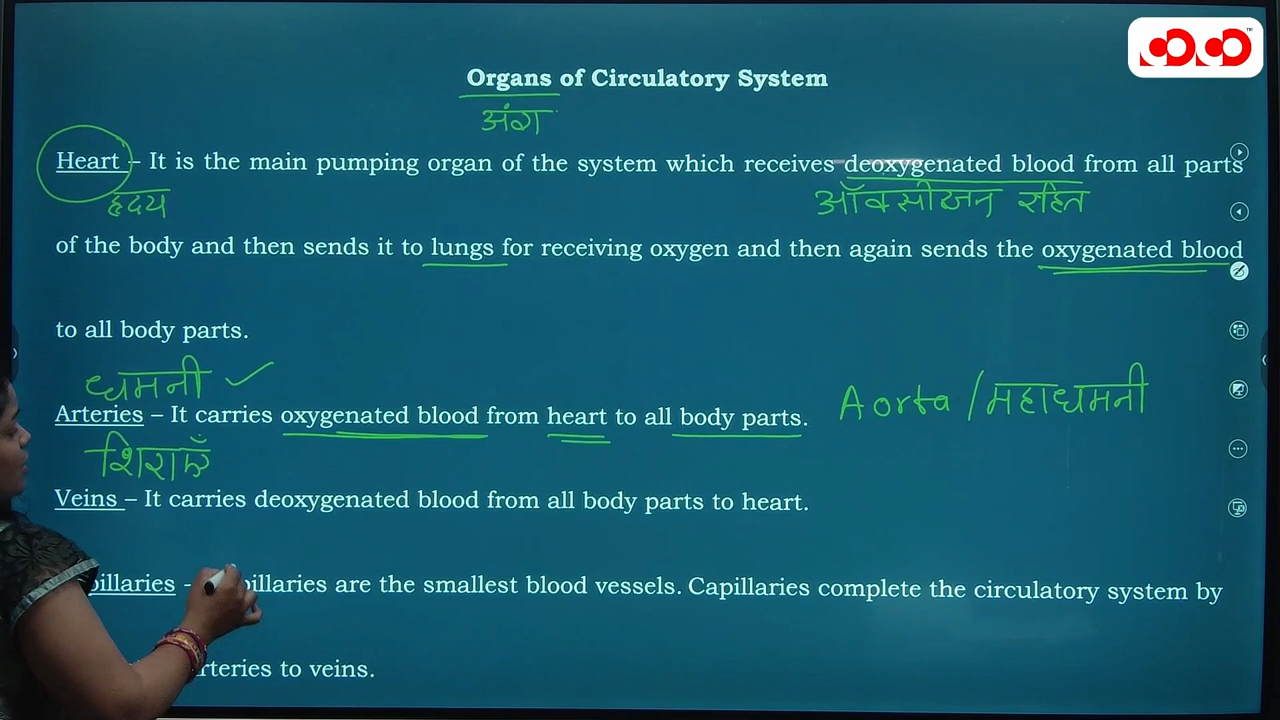 Organs of Circulatory System
अंग
Heart – It is the main pumping organ of the system which receives deoxygenated blood from all parts
हृदय ऑक्सीजन रहित
of the body and then sends it to lungs for receiving oxygen and then again sends the oxygenated blood
to all body parts.
धमनी
Arteries – It carries oxygenated blood from heart to all body parts. Aorta / महाधमनी
शिराएँ
Veins – It carries deoxygenated blood from all body parts to heart.
are the smallest blood vessels. Capillaries complete the circulatory system by
to veins.